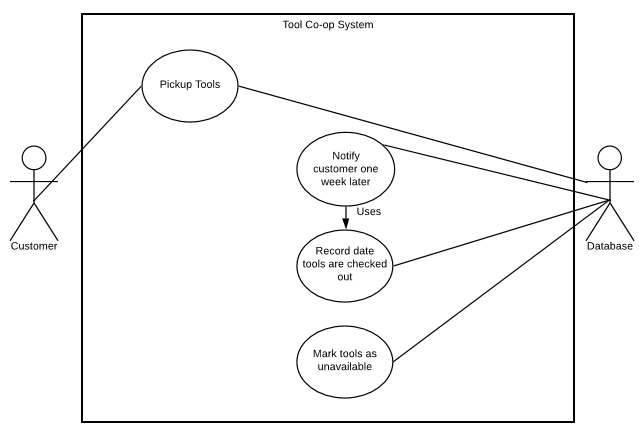 Tool Co-op System
Pickup Tools
Notify
customer one
week later
Uses
Record date
tools are checked
out
Mark tools as
unavailable
Customer
Database